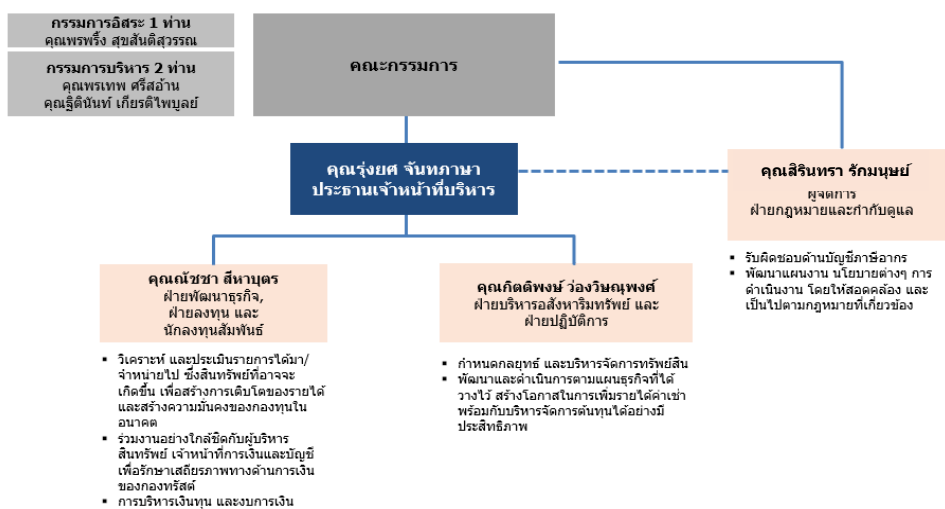 กรรมการอิสระ 1 ท่าน
คุณพรพริ้ง สุขสันติสุวรรณ
กรรมการบริหาร 2 ท่าน
คุณพรเทพ ศรีสอ้าน
คุณฐิตินันท์ เกียรติไพบูลย์
คณะกรรมการ
คุณรุ่งยศ จันทภาษา
ประธานเจ้าหน้าที่บริหาร
คุณสิรินทรา รักมนุษย์
ผู้จัดการ
ฝ่ายกฎหมายและกำกับดูแล
▪ รับผิดชอบด้านบัญชีภาษีอากร
▪ พัฒนาแผนงาน นโยบายต่างๆ การ
ดำเนินงาน โดยให้สอดคล้อง และ
เป็นไปตามกฎหมายที่เกี่ยวข้อง
คุณณัชชา สีหาบุตร
ฝ่ายพัฒนาธุรกิจ,
ฝ่ายลงทุน และ
นักลงทุนสัมพันธ์
▪ วิเคราะห์ และประเมินรายการได้มา/
จำหน่ายไป ซึ่งสินทรัพย์ที่อาจจะ
เกิดขึ้น เพื่อสร้างการเติบโตของรายได้
และสร้างความมั่นคงของกองทุนใน
อนาคต
▪ ร่วมงานอย่างใกล้ชิดกับผู้บริหาร
สินทรัพย์ เจ้าหน้าที่การเงินและบัญชี
เพื่อรักษาเสถียรภาพทางด้านการเงิน
ของกองทรัสต์
▪ การบริหารเงินทุน และงบการเงิน
คุณกิตติพงษ์ ว่องวิษณุพงศ์
ฝ่ายบริหารอสังหาริมทรัพย์ และ
ฝ่ายปฏิบัติการ
▪ กำหนดกลยุทธ์ และบริหารจัดการทรัพย์สิน
▪ พัฒนาและดำเนินการตามแผนธุรกิจที่ได้
วางไว้ สร้างโอกาสในการเพิ่มรายได้ค่าเช่า
พร้อมกับบริหารจัดการต้นทุนได้อย่างมี
ประสิทธิภาพ